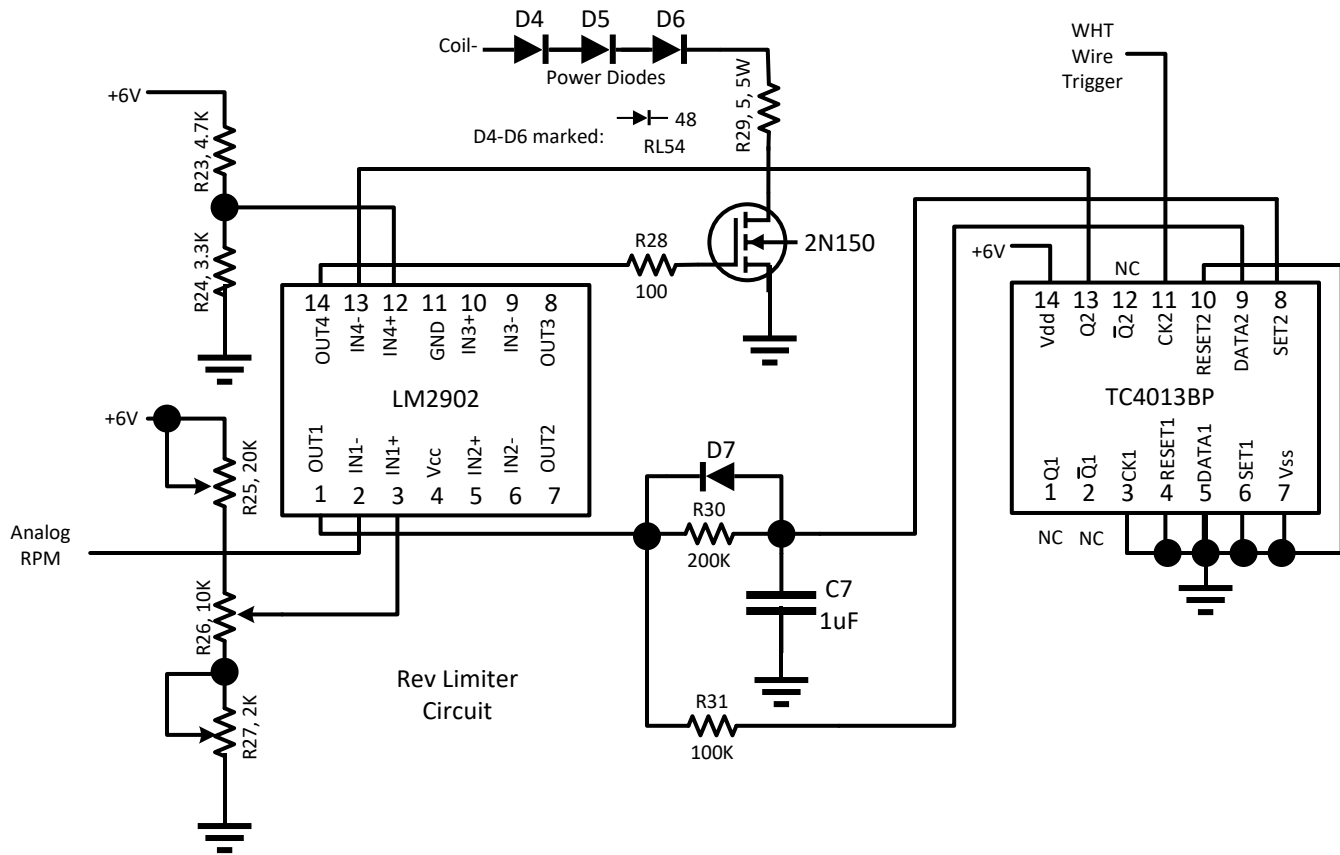 D4 D5 D6
Coil-
Power Diodes
48
D4-D6 marked:
RL54
R29, 5, 5W
WHT
Wire
Trigger
+6V
R23, 4.7K
R24, 3.3K
R28
100
2N150
+6V
NC
14 13 12 11 10 9 8
OUT4 IN4- IN4+ GND IN3+ IN3- OUT3
LM2902
OUT1 IN1- IN1+ Vcc IN2+ IN2- OUT2
1 2 3 4 5 6 7
14 13 12 11 10 9 8
Vdd Q2 Q2 CK2 RESET2 DATA2 SET2
TC4013BP
Q1 Q1 CK1 RESET1 DATA1 SET1 Vss
1 2 3 4 5 6 7
NC NC
+6V
R25, 20K
Analog
RPM
R26, 10K
R27, 2K
D7
R30
200K
C7
1uF
Rev Limiter
Circuit
R31
100K